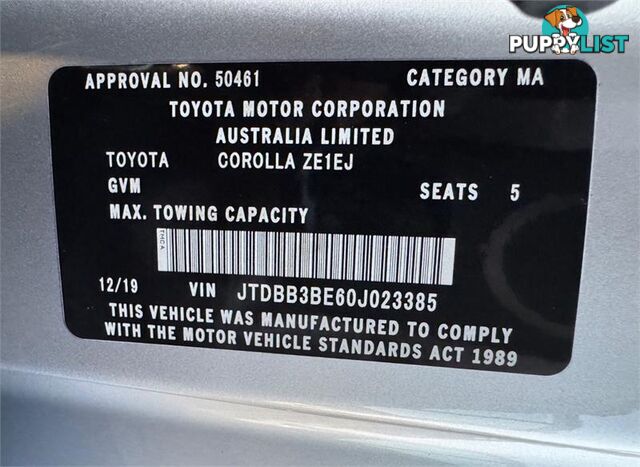 PUPPYLIST
APPROVAL NO. 50461 CATEGORY MA
TOYOTA MOTOR CORPORATION
AUSTRALIA LIMITED
TOYOTA COROLLA ZE1EJ
GVM SEATS 5
MAX. TOWING CAPACITY
TMCA
12/19 VIN JTDBB3BE60J023385
THIS VEHICLE WAS MANUFACTURED TO COMPLY
WITH THE MOTOR VEHICLE STANDARDS ACT 1989